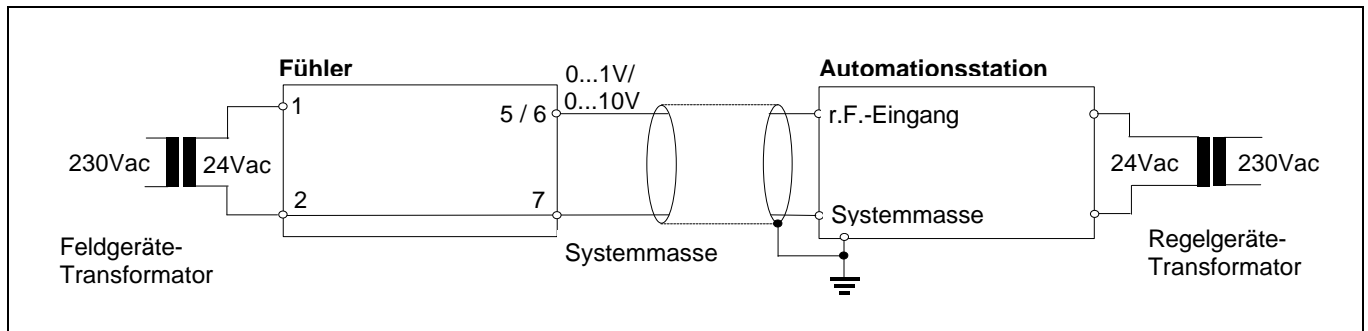 Fühler
0...1V/
0...10V
Automationsstation
1
5 / 6
r.F.-Eingang
230Vac
24Vac
24Vac
230Vac
2
7
Systemmasse
Feldgeräte-
Transformator
Systemmasse
Regelgeräte-
Transformator